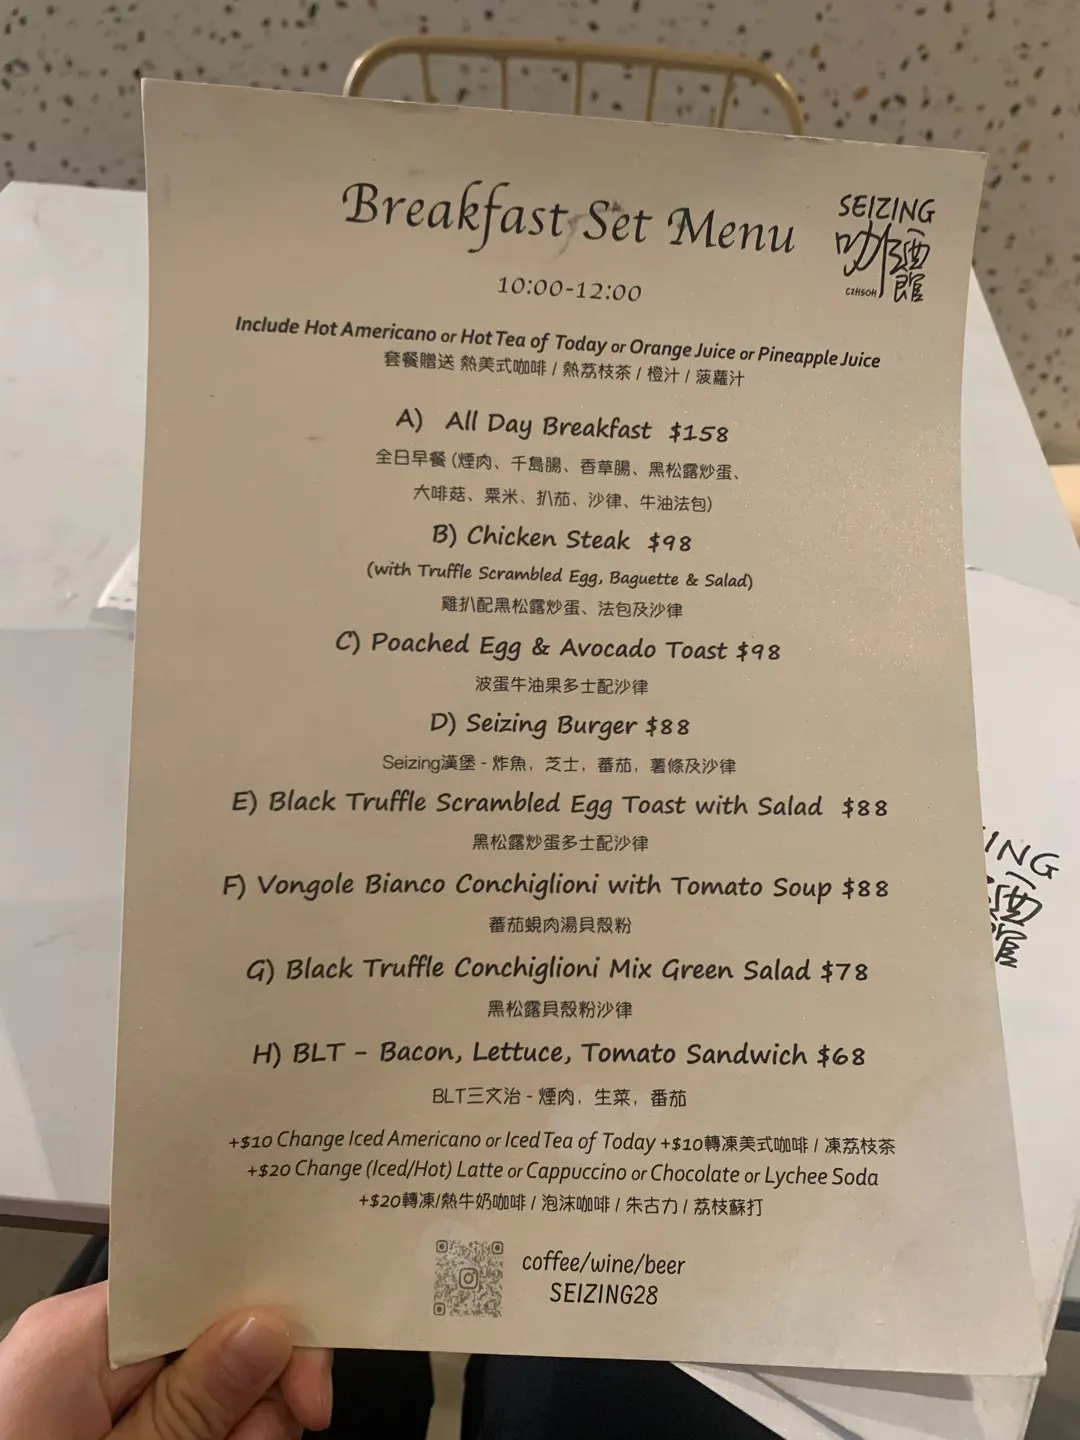 Breakfast Set Menu
SEIZING
咖酒
館
C2H5OH
10:00-12:00
Include Hot Americano or Hot Tea of Today or Orange Juice or Pineapple Juice
套餐贈送 熱美式咖啡 / 熱荔枝茶 / 橙汁 / 菠蘿汁
A) All Day Breakfast $158
全日早餐 (煙肉、千島腸、香草腸、黑松露炒蛋、
大啡菇、粟米、扒茄、沙律、牛油法包)
B) Chicken Steak $98
(with Truffle Scrambled Egg, Baguette & Salad)
雞扒配黑松露炒蛋、法包及沙律
C) Poached Egg & Avocado Toast $98
波蛋牛油果多士配沙律
D) Seizing Burger $88
Seizing漢堡 - 炸魚, 芝士, 蕃茄, 薯條及沙律
E) Black Truffle Scrambled Egg Toast with Salad $88
黑松露炒蛋多士配沙律
F) Vongole Bianco Conchiglioni with Tomato Soup $88
蕃茄蜆肉湯貝殼粉
G) Black Truffle Conchiglioni Mix Green Salad $78
黑松露貝殼粉沙律
H) BLT - Bacon, Lettuce, Tomato Sandwich $68
BLT三文治 - 煙肉, 生菜, 番茄
+$10 Change Iced Americano or Iced Tea of Today +$10轉凍美式咖啡 / 凍荔枝茶
+$20 Change (Iced/Hot) Latte or Cappuccino or Chocolate or Lychee Soda
+$20轉凍/熱牛奶咖啡 / 泡沫咖啡 / 朱古力 / 荔枝蘇打
coffee/wine/beer
SEIZING28
ING
酒
館